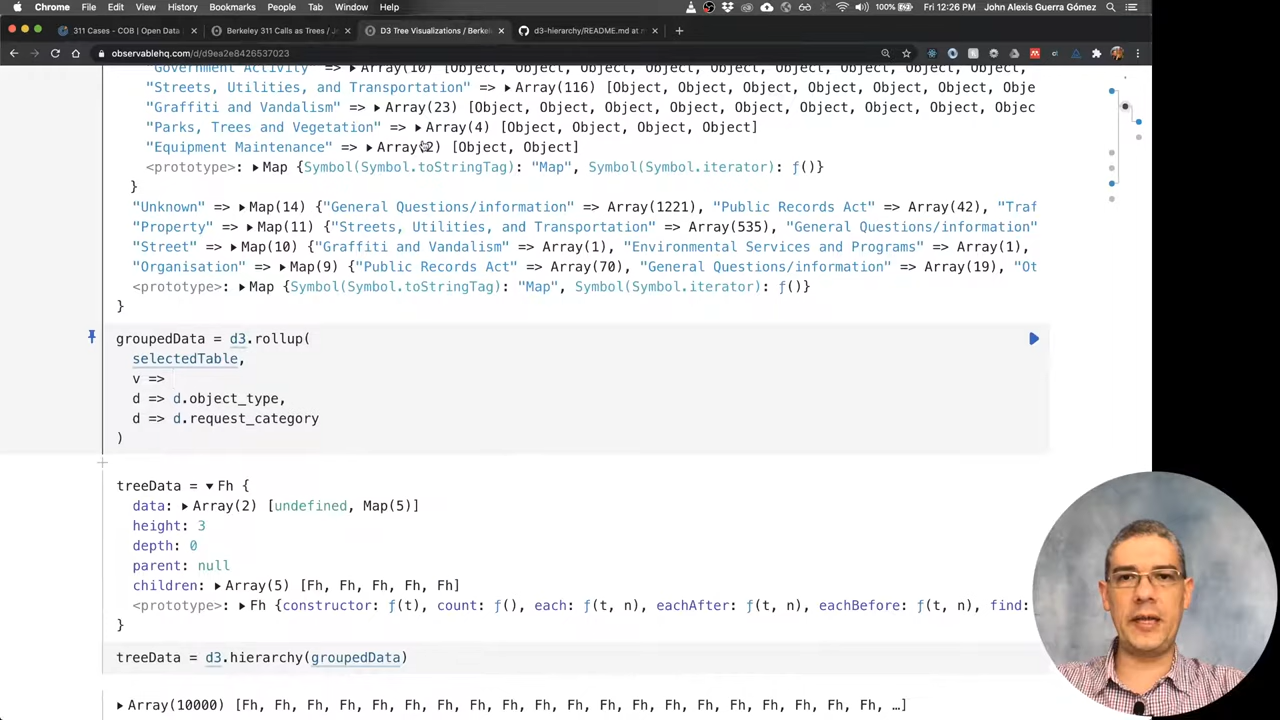 Chrome File Edit View History Bookmarks People Tab Window Help 100% Fri 12:26 PM John Alexis Guerra Gómez
311 Cases - COB | Open Data Berkeley 311 Calls as Trees / J D3 Tree Visualizations / Berke d3-hierarchy/README.md at
observablehq.com/d/d9ea2e8426537023
"Government Activity" => Array(10) [Object, Object, Object, Object, Object, Object, Object, Object, Object,
"Streets, Utilities, and Transportation" => Array(116) [Object, Object, Object, Object, Object, Object, Obje
"Graffiti and Vandalism" => Array(23) [Object, Object, Object, Object, Object, Object, Object, Object, Objec
"Parks, Trees and Vegetation" => Array(4) [Object, Object, Object, Object]
"Equipment Maintenance" => Array(2) [Object, Object]
<prototype>: Map {Symbol(Symbol.toStringTag): "Map", Symbol(Symbol.iterator): ƒ()}
}
"Unknown" => Map(14) {"General Questions/information" => Array(1221), "Public Records Act" => Array(42), "Traf
"Property" => Map(11) {"Streets, Utilities, and Transportation" => Array(535), "General Questions/information"
"Street" => Map(10) {"Graffiti and Vandalism" => Array(1), "Environmental Services and Programs" => Array(1),
"Organisation" => Map(9) {"Public Records Act" => Array(70), "General Questions/information" => Array(19), "Ot
<prototype>: Map {Symbol(Symbol.toStringTag): "Map", Symbol(Symbol.iterator): ƒ()}
}
groupedData = d3.rollup(
selectedTable,
v =>
d => d.object_type,
d => d.request_category
)
treeData = Fh {
data: Array(2) [undefined, Map(5)]
height: 3
depth: 0
parent: null
children: Array(5) [Fh, Fh, Fh, Fh, Fh]
<prototype>: Fh {constructor: ƒ(t), count: ƒ(), each: ƒ(t, n), eachAfter: ƒ(t, n), eachBefore: ƒ(t, n), find:
}
treeData = d3.hierarchy(groupedData)
Array(10000) [Fh, Fh, Fh, Fh, Fh, Fh, Fh, Fh, Fh, Fh, Fh, Fh, Fh, Fh, Fh, Fh, Fh, Fh, Fh, Fh, …]